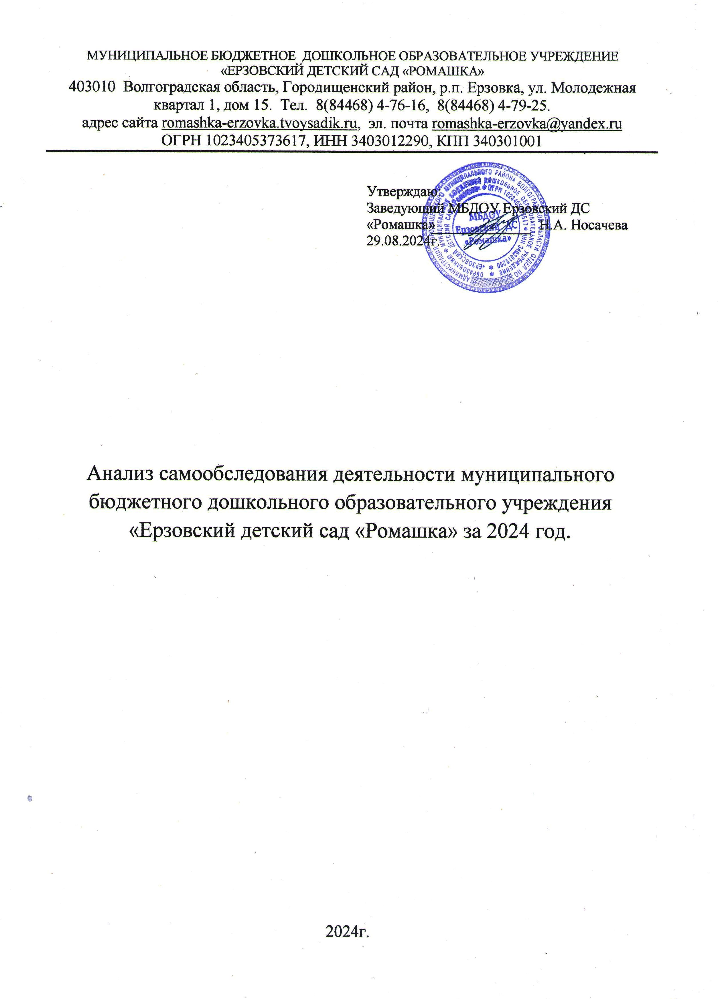 МУНИЦИПАЛЬНОЕ БЮДЖЕТНОЕ ДОШКОЛЬНОЕ ОБРАЗОВАТЕЛЬНОЕ УЧРЕЖДЕНИЕ
«ЕРЗОВСКИЙ ДЕТСКИЙ САД «РОМАШКА»
403010 Волгоградская область, Городищенский район, р.п. Ерзовка, ул. Молодежная
квартал 1, дом 15. Тел. 8(84468) 4-76-16, 8(84468) 4-79-25.
адрес сайта romashka-erzovka.tvoysadik.ru, эл. почта romashka-erzovka@yandex.ru
ОГРН 1023405373617, ИНН 3403012290, КПП 340301001
Утверждаю:
Заведующий МБДОУ Ерзовский ДС
«Ромашка» Н.А. Носачева
29.08.2024г.
МБДОУ
Ерзовский ДС
«Ромашка»
Анализ самообследования деятельности муниципального
бюджетного дошкольного образовательного учреждения
«Ерзовский детский сад «Ромашка» за 2024 год.
2024г.